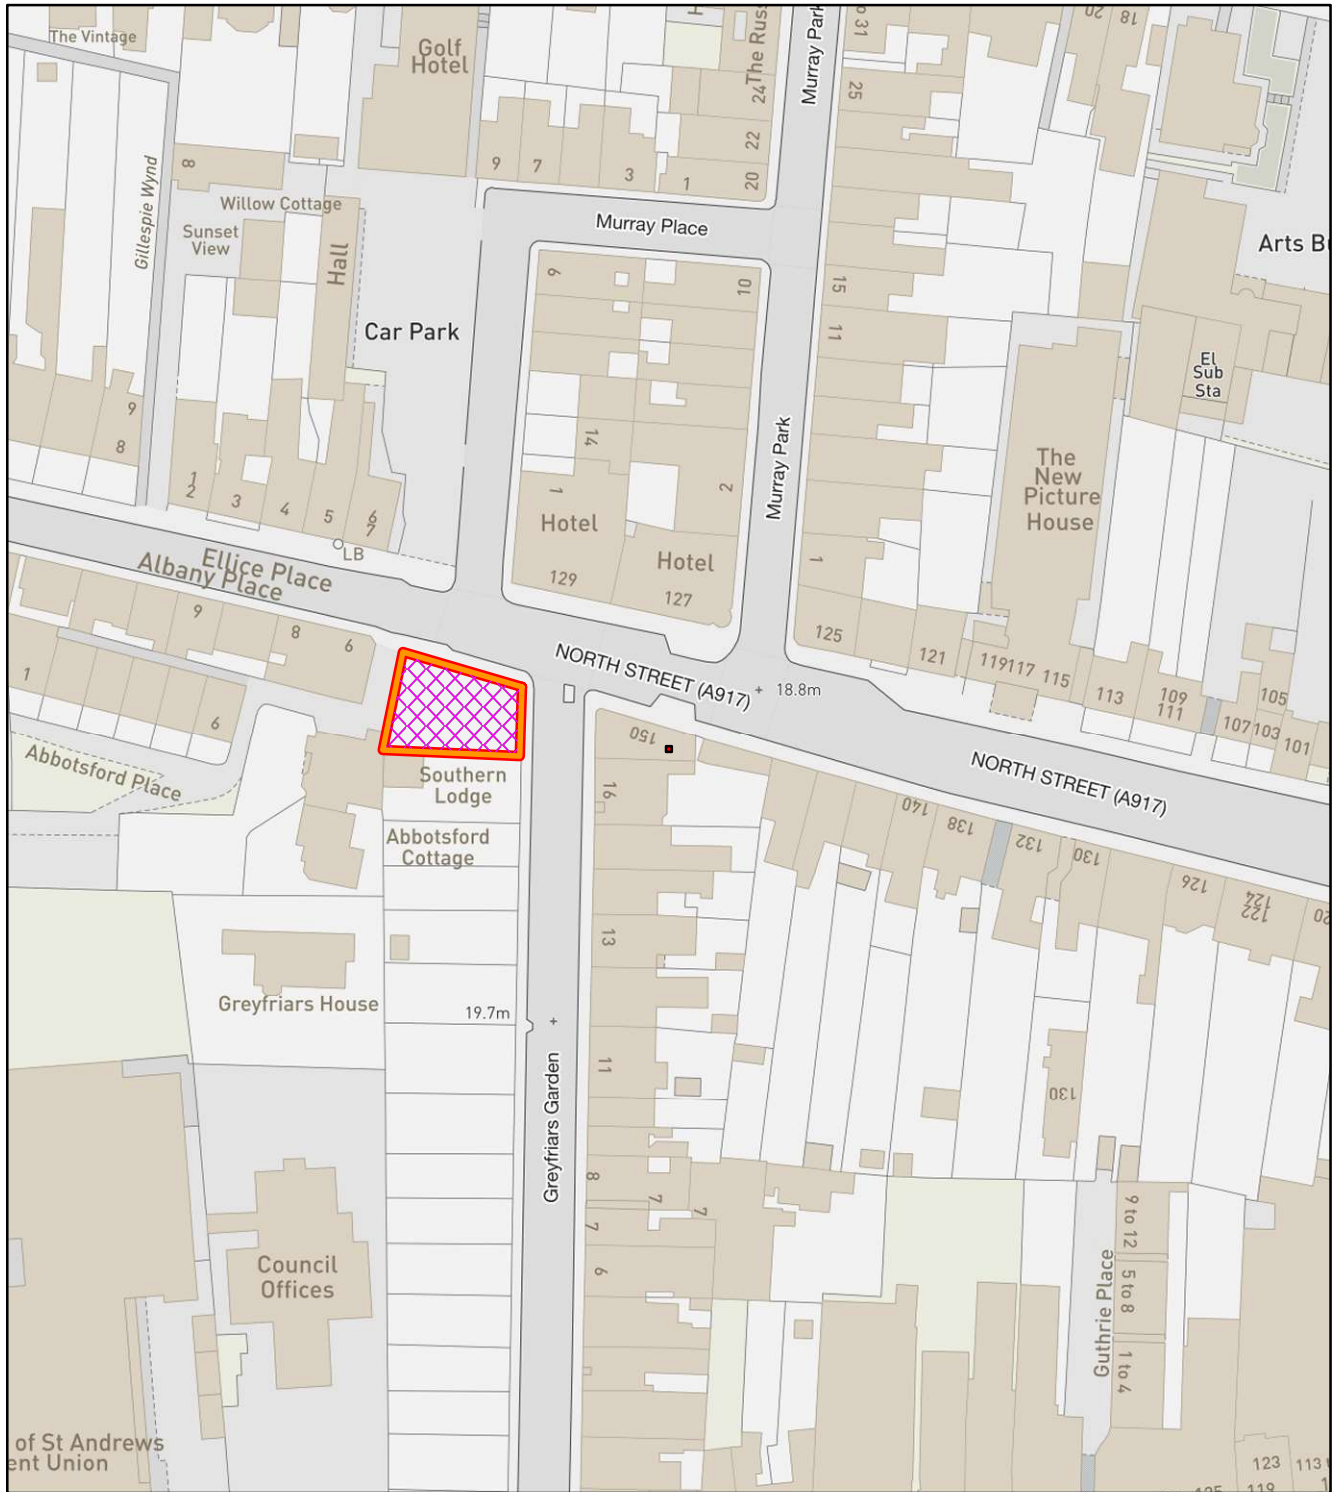 The Vintage
Golf
Hotel
The Russ
Murray Park
o 31
20
18
25
24
22
20
9
7
3
1
8
Gillespie Wynd
Willow Cottage
Sunset
View
Hall
Murray Place
Arts Bu
Car Park
9
10
15
11
El
Sub
Sta
9
8
14
Murray Park
1
2
3
4
5
6
7
LB
1
Hotel
2
Hotel
The
New
Picture
House
129
127
1
Ellice Place
Albany Place
9
8
6
125
121
119
117
115
113
109
111
107
105
103
101
NORTH STREET (A917)
18.8m
1
6
150
Abbotsford Place
Southern
Lodge
16
NORTH STREET (A917)
140
138
132
130
126
124
122
20
Abbotsford
Cottage
13
Greyfriars House
19.7m
11
130
Greyfriars Garden
8
7
7
7
6
9 to 12
5 to 8
1 to 4
Guthrie Place
Council
Offices
of St Andrews
ent Union
123
113
119